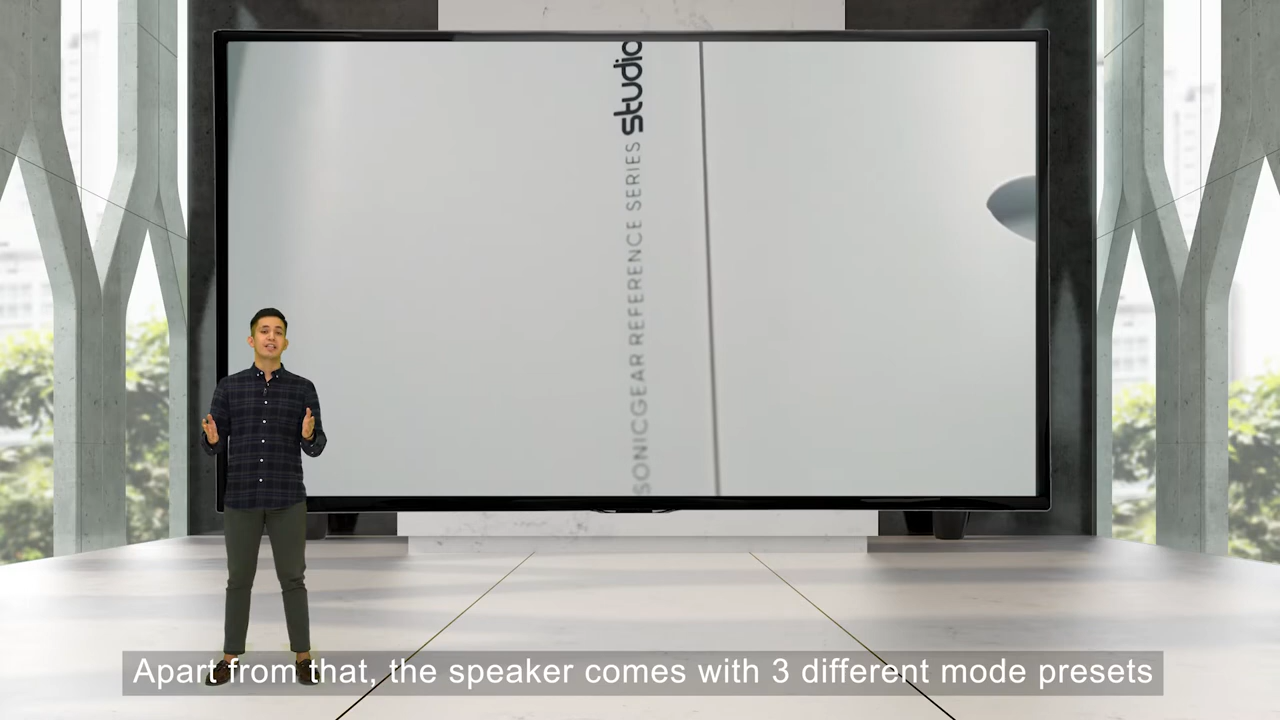 SONICGEAR REFERENCE SERIES studio
Apart from that, the speaker comes with 3 different mode presets